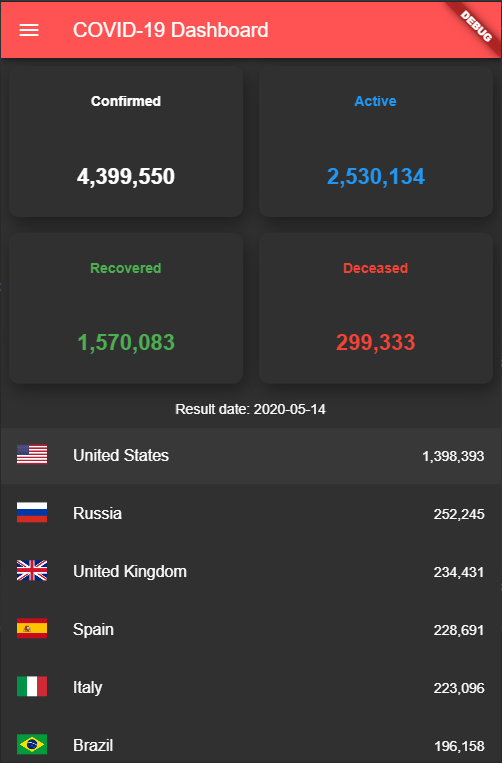 COVID-19 Dashboard
DEBUG
Confirmed
4,399,550
Active
2,530,134
Recovered
1,570,083
Deceased
299,333
Result date: 2020-05-14
United States 1,398,393
Russia 252,245
United Kingdom 234,431
Spain 228,691
Italy 223,096
Brazil 196,158